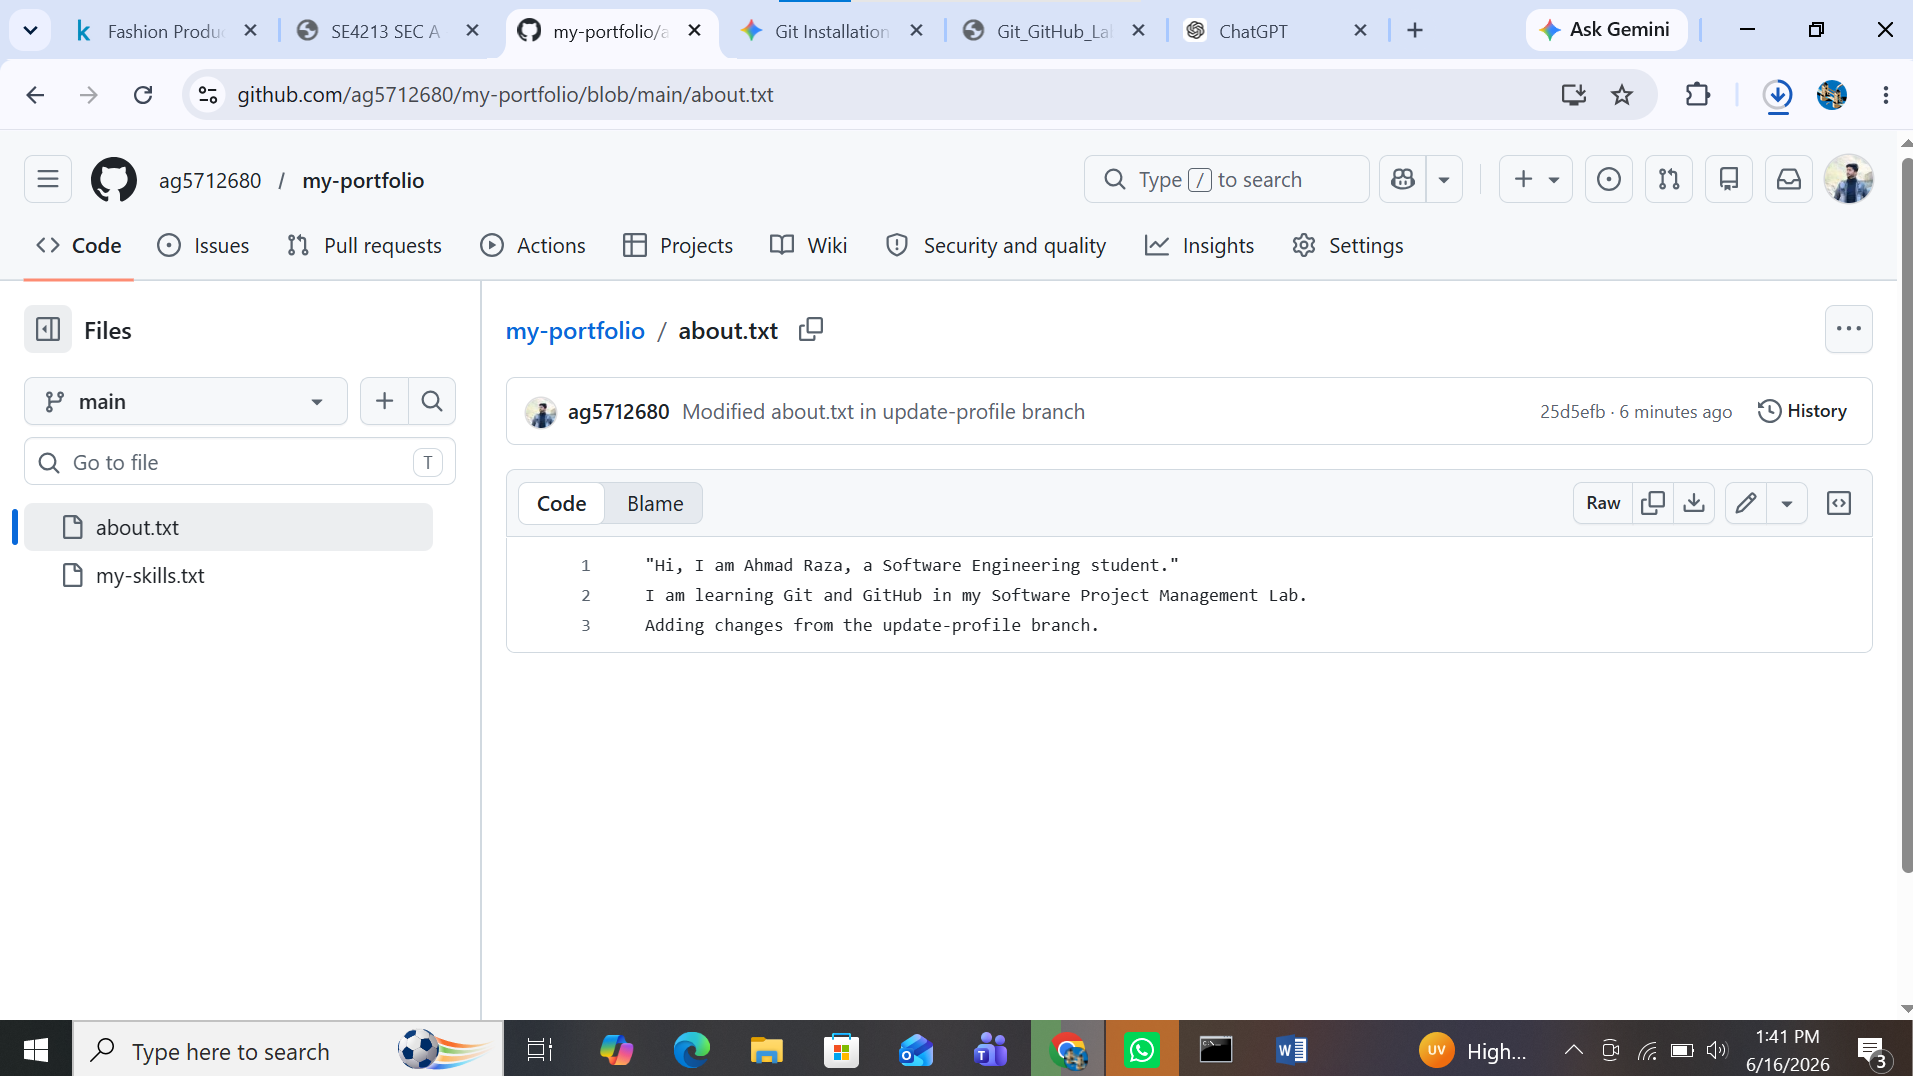 Fashion Produ
SE4213 SEC A
my-portfolio/a
Git Installation
Git_GitHub_La
ChatGPT
Ask Gemini
github.com/ag5712680/my-portfolio/blob/main/about.txt
ag5712680 / my-portfolio
Type / to search
Code
Issues
Pull requests
Actions
Projects
Wiki
Security and quality
Insights
Settings
Files
main
Go to file
T
about.txt
my-skills.txt
my-portfolio / about.txt
ag5712680 Modified about.txt in update-profile branch
25d5efb · 6 minutes ago
History
Code
Blame
Raw
1 "Hi, I am Ahmad Raza, a Software Engineering student."
2 I am learning Git and GitHub in my Software Project Management Lab.
3 Adding changes from the update-profile branch.
Type here to search
UV
High...
1:41 PM
6/16/2026
3